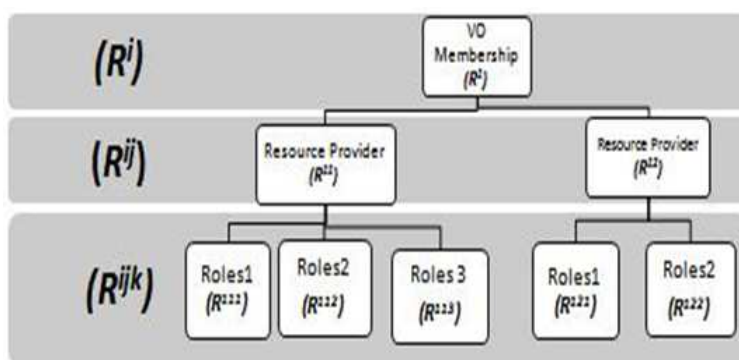 (Rⁱ)
VO
Membership
(R¹)
(Rⁱʲ)
Resource Provider
(R¹¹)
Resource Provider
(R¹²)
(Rⁱʲᵏ)
Roles1
(R¹¹¹)
Roles2
(R¹¹²)
Roles 3
(R¹¹³)
Roles1
(R¹²¹)
Roles2
(R¹²²)